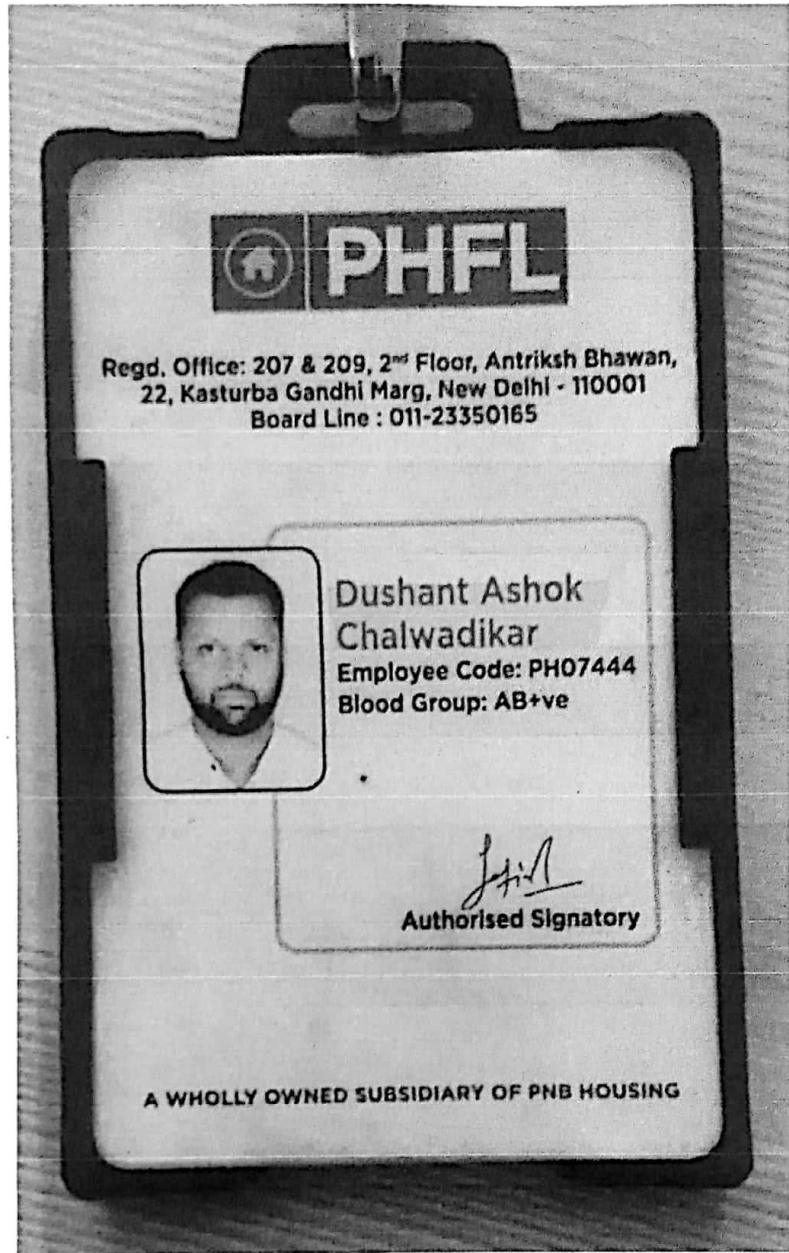 PHFL
Regd. Office: 207 & 209, 2nd Floor, Antriksh Bhawan,
22, Kasturba Gandhi Marg, New Delhi - 110001
Board Line : 011-23350165
Dushant Ashok
Chalwadikar
Employee Code: PH07444
Blood Group: AB+ve
Authorised Signatory
A WHOLLY OWNED SUBSIDIARY OF PNB HOUSING